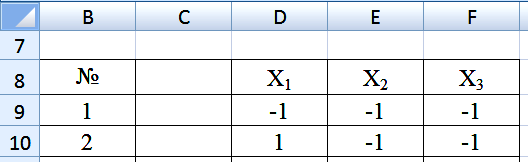 B C D E F
7
8 № X₁ X₂ X₃
9 1 -1 -1 -1
10 2 1 -1 -1